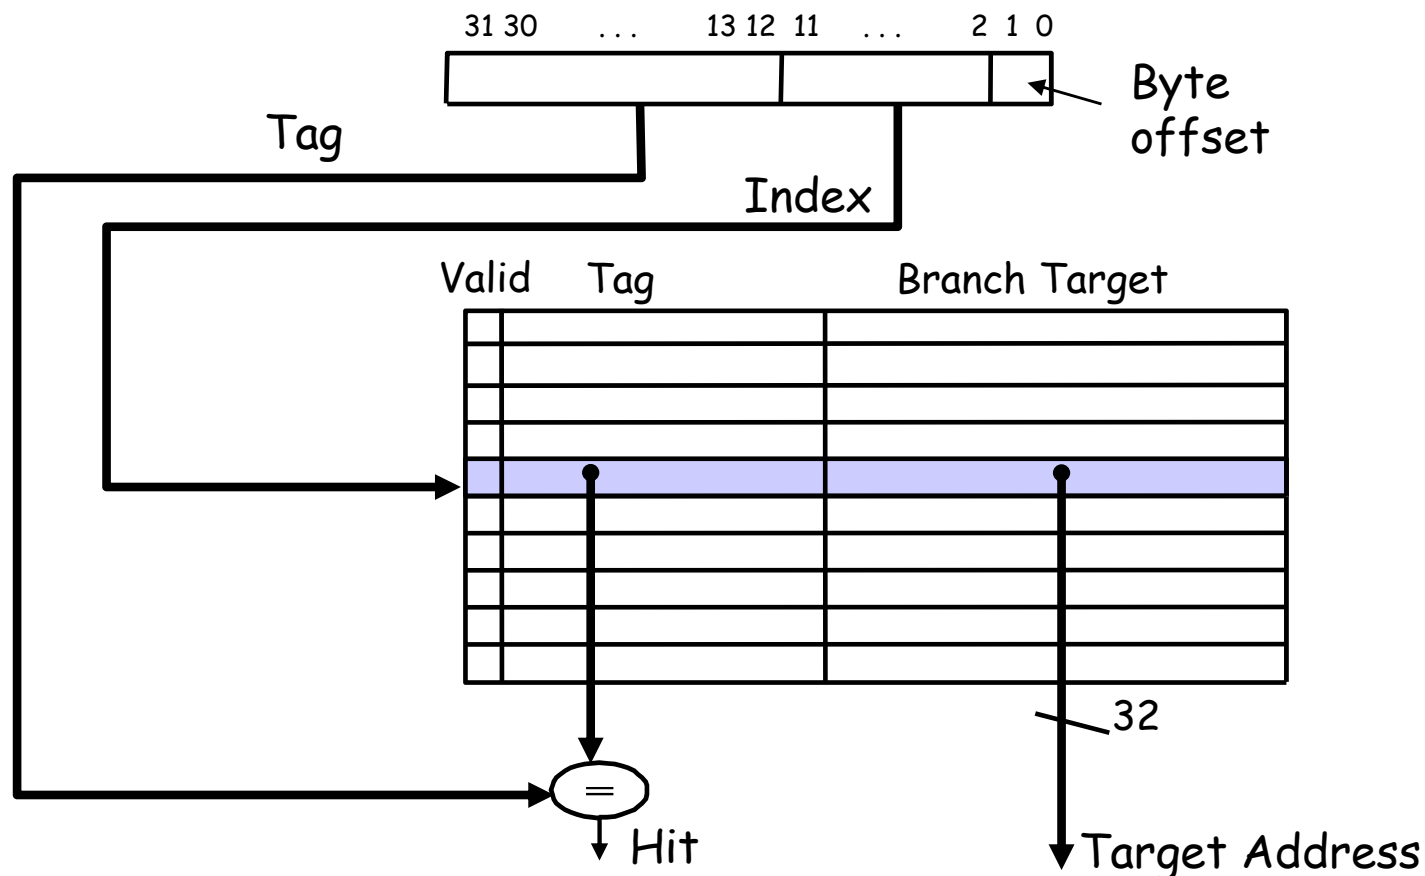 31 30 ... 13 12 11 ... 2 1 0
Byte
offset
Tag
Index
Valid Tag Branch Target
32
=
Hit
Target Address